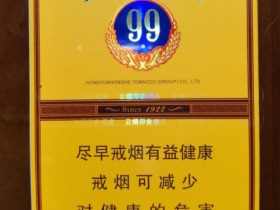 99
HONGYUNHONGHE TOBACCO (GROUP) CO., LTD.
Since 1922
尽早戒烟有益健康
戒烟可减少
对健康的危害